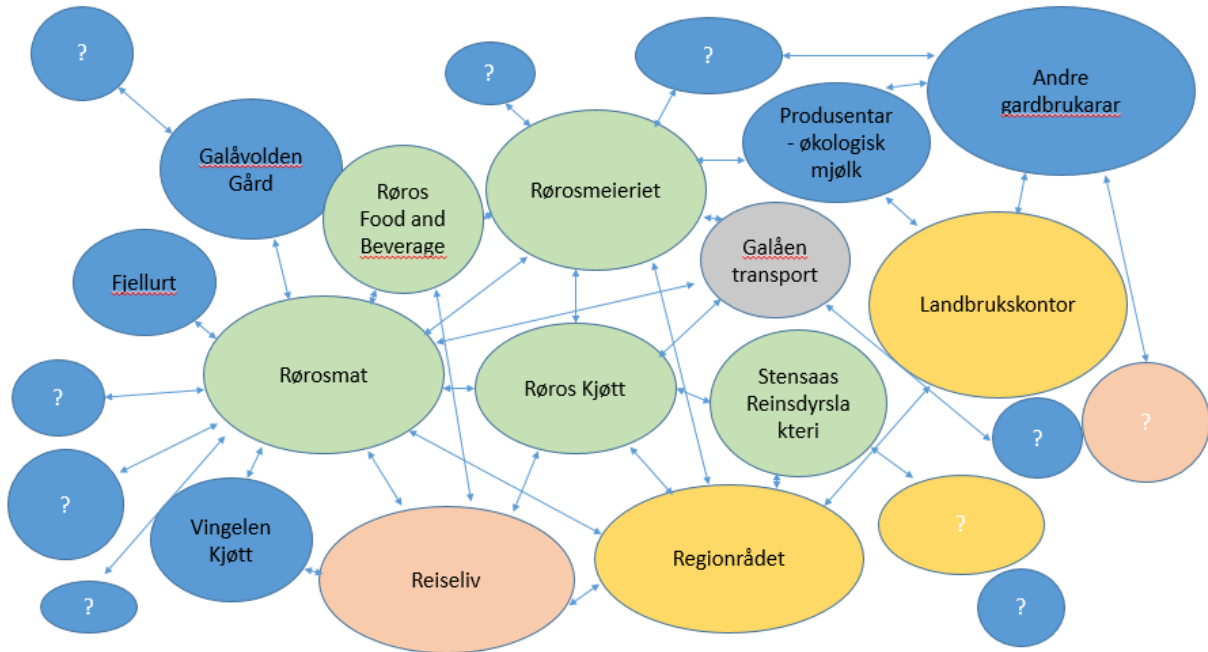 ?
?
?
Andre
gardbrukarar
Produsentar
- økologisk
mjølk
Galåvolden
Gård
Røros
Food and
Beverage
Rørosmeieriet
Galåen
transport
Fjellurt
Landbrukskontor
Rørosmat
Røros Kjøtt
Stensaas
Reinsdyrsla
kteri
?
?
?
?
?
Vingelen
Kjøtt
Reiseliv
Regionrådet
?
?
?